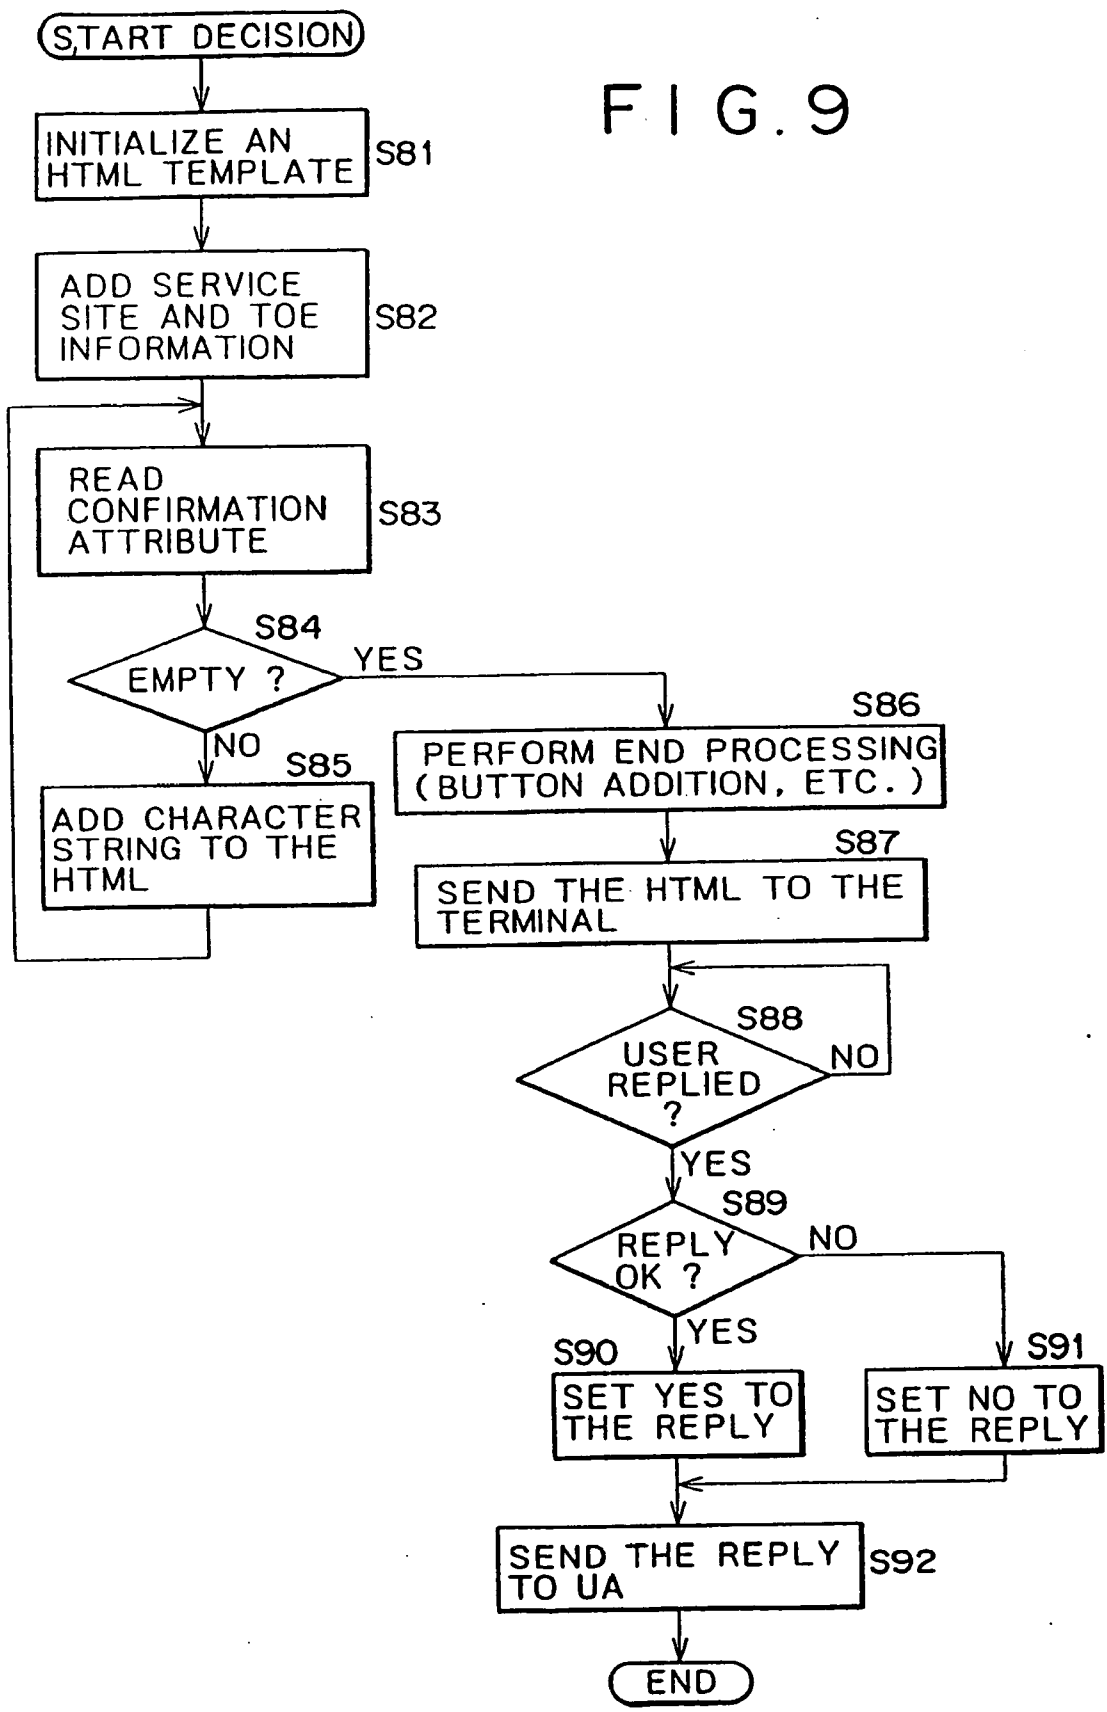 START DECISION
FIG. 9
INITIALIZE AN
HTML TEMPLATE
S81
ADD SERVICE
SITE AND TOE
INFORMATION
S82
READ
CONFIRMATION
ATTRIBUTE
S83
S84
EMPTY ?
YES
NO
S85
ADD CHARACTER
STRING TO THE
HTML
S86
PERFORM END PROCESSING
(BUTTON ADDITION, ETC.)
S87
SEND THE HTML TO THE
TERMINAL
S88
USER
REPLIED
?
NO
YES
S89
REPLY
OK ?
NO
YES
S90
SET YES TO
THE REPLY
S91
SET NO TO
THE REPLY
SEND THE REPLY
TO UA
S92
END